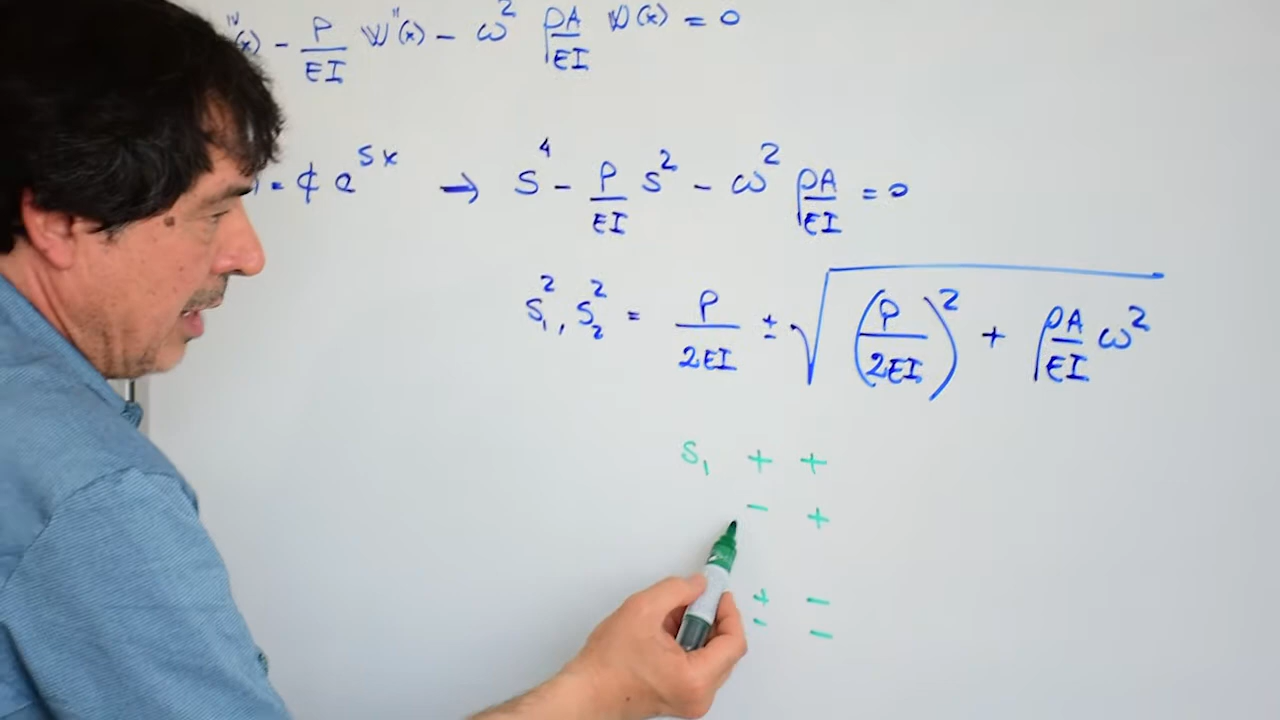 ᴵⱽ(x) - P/EI W''(x) - ω² ρA/EI W(x) = 0
= ₵ e^{sx} → s⁴ - P/EI s² - ω² ρA/EI = 0
s₁², s₂² = P/2EI ± √((P/2EI)² + ρA/EI ω²)
s₁ + +
- +
+ -
- -